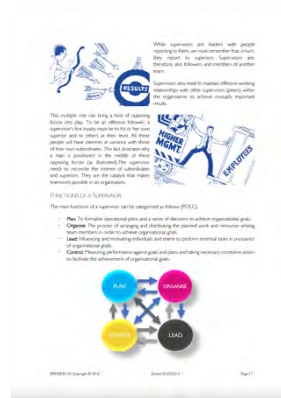 While supervisors are leaders with people
reporting to them, we must remember that in turn,
they report to superiors. Supervisors are,
therefore, also followers and members of another
team.
Supervisors also need to maintain effective working
relationships with other supervisors (peers) within
the organisation to achieve mutually important
results.
RESULTS
This multiple role can bring a host of opposing
forces into play. To be an effective follower, a
supervisor's first loyalty must be to his or her own
superior and to others at their level. All these
people will have interests at variance with those
of their own subordinates. This fact illustrates why
a man is positioned in the middle of these
opposing forces (as illustrated). The supervisor
needs to reconcile the interest of subordinates
and superiors. They are the catalyst that makes
teamwork possible in an organisation.
HIGHER
MGMT.
EMPLOYEES
FUNCTIONS OF A SUPERVISOR
The main functions of a supervisor can be categorised as follows (POLC):
Plan: To formalise operational plans and a series of decisions to achieve organisational goals.
Organise: The process of arranging and distributing the planned work and resources among
team members in order to achieve organisational goals.
Lead: Influencing and motivating individuals and teams to perform essential tasks in pursuance
of organisational goals.
Control: Measuring performance against goals and plans and taking necessary corrective action
to facilitate the achievement of organisational goals.
PLAN
ORGANISE
LEAD
Page